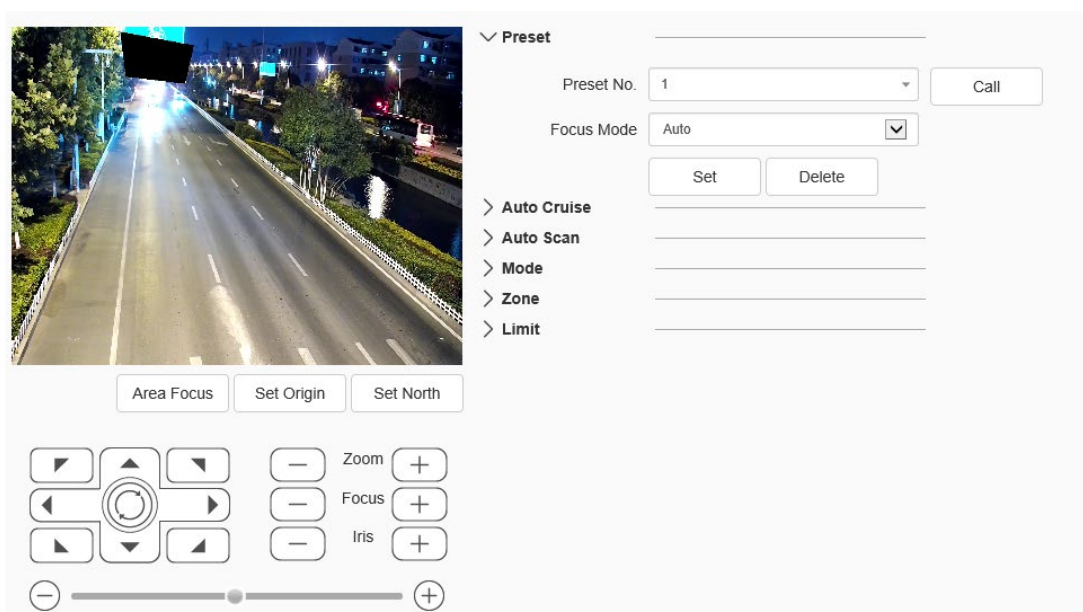 Preset
Preset No. 1 Call
Focus Mode Auto
Set Delete
Auto Cruise
Auto Scan
Mode
Zone
Limit
Area Focus Set Origin Set North
Zoom
Focus
Iris